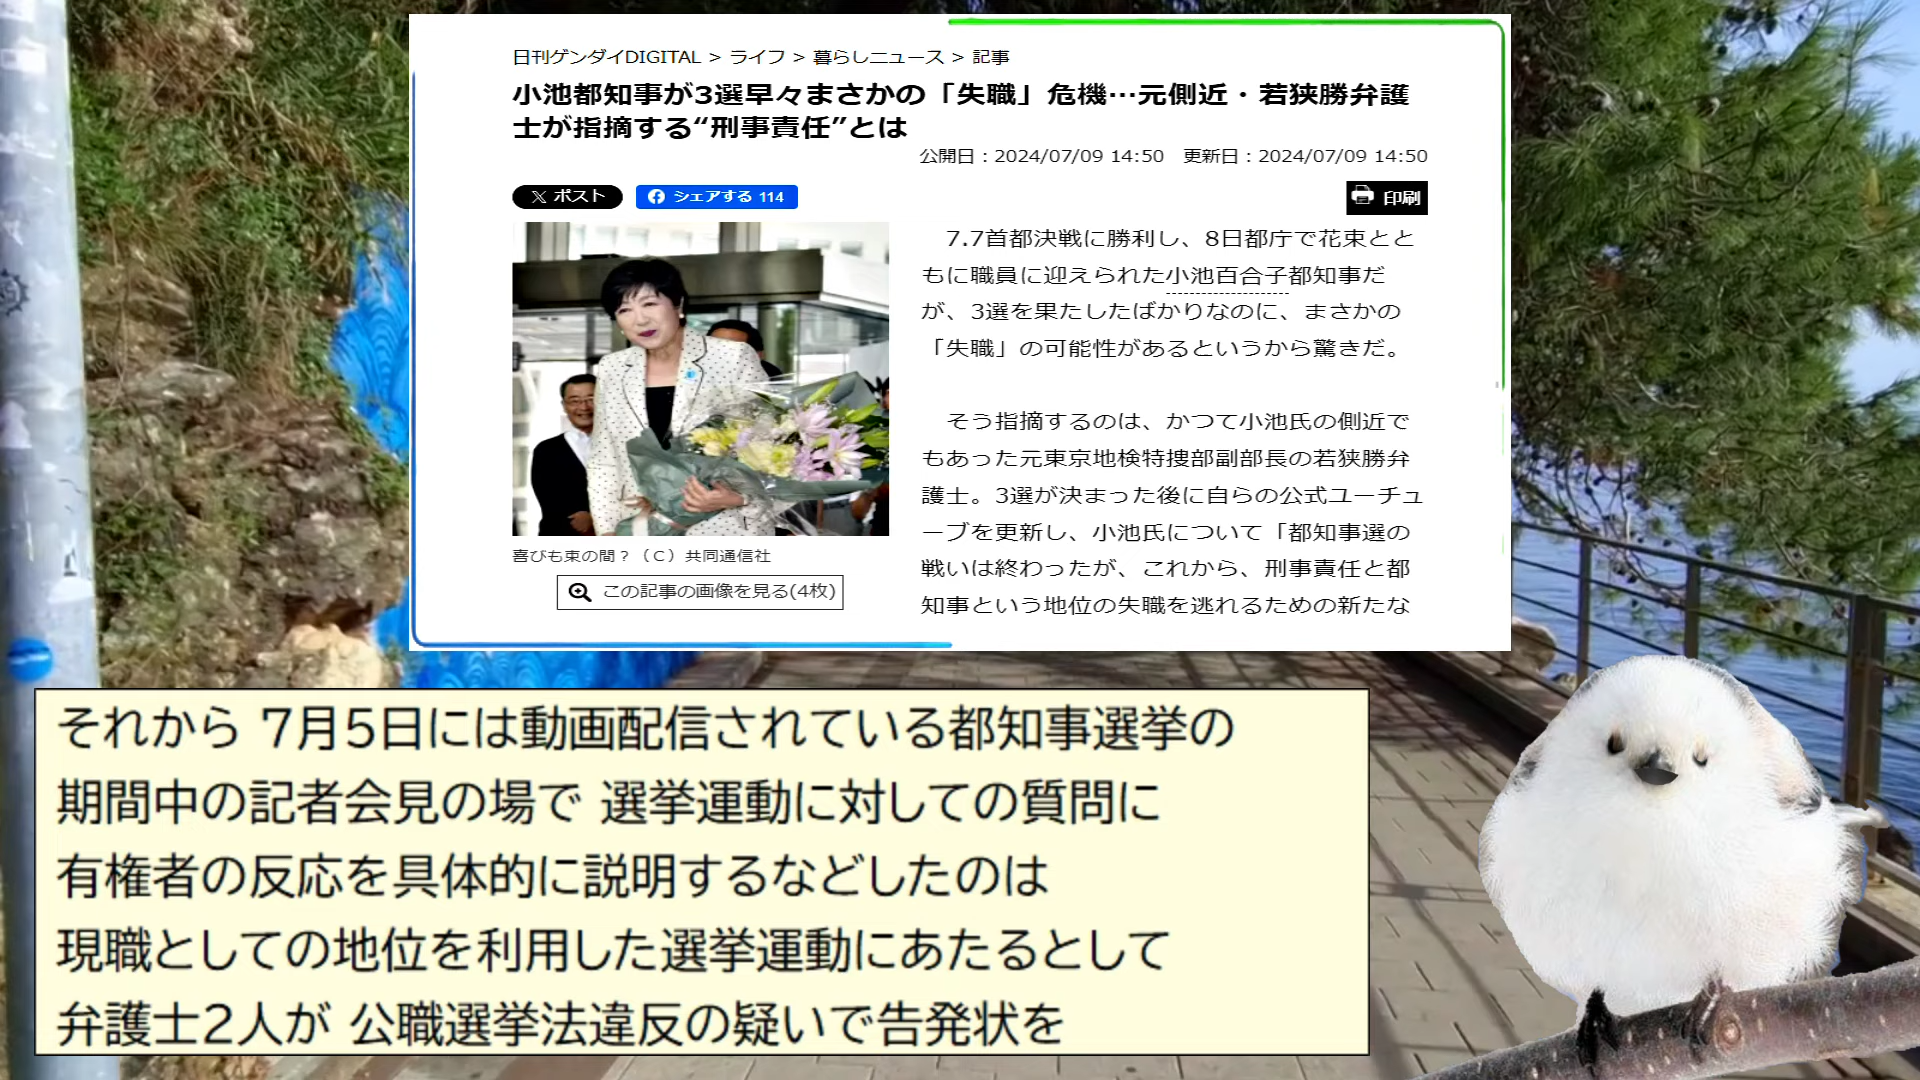 日刊ゲンダイDIGITAL > ライフ > 暮らしニュース > 記事
小池都知事が3選早々まさかの「失職」危機…元側近・若狭勝弁護
士が指摘する“刑事責任”とは
公開日：2024/07/09 14:50 更新日：2024/07/09 14:50
ポスト
シェアする 114
印刷
7.7首都決戦に勝利し、8日都庁で花束とと
もに職員に迎えられた小池百合子都知事だ
が、3選を果たしたばかりなのに、まさかの
「失職」の可能性があるというから驚きだ。
そう指摘するのは、かつて小池氏の側近で
もあった元東京地検特捜部副部長の若狭勝弁
護士。3選が決まった後に自らの公式ユーチュ
ーブを更新し、小池氏について「都知事選の
戦いは終わったが、これから、刑事責任と都
知事という地位の失職を逃れるための新たな
喜びも束の間？（Ｃ）共同通信社
この記事の画像を見る(4枚)
それから 7月5日には動画配信されている都知事選挙の
期間中の記者会見の場で 選挙運動に対しての質問に
有権者の反応を具体的に説明するなどしたのは
現職としての地位を利用した選挙運動にあたるとして
弁護士2人が 公職選挙法違反の疑いで告発状を